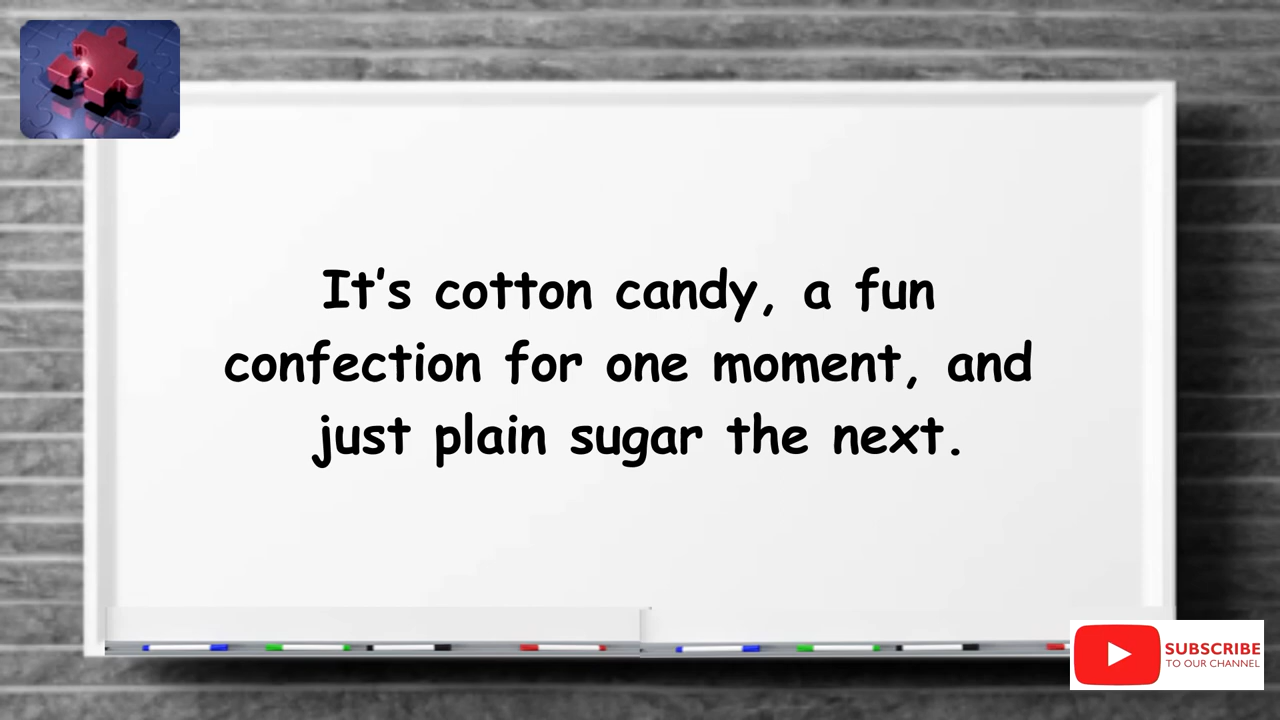 It's cotton candy, a fun
confection for one moment, and
just plain sugar the next.
SUBSCRIBE
TO OUR CHANNEL